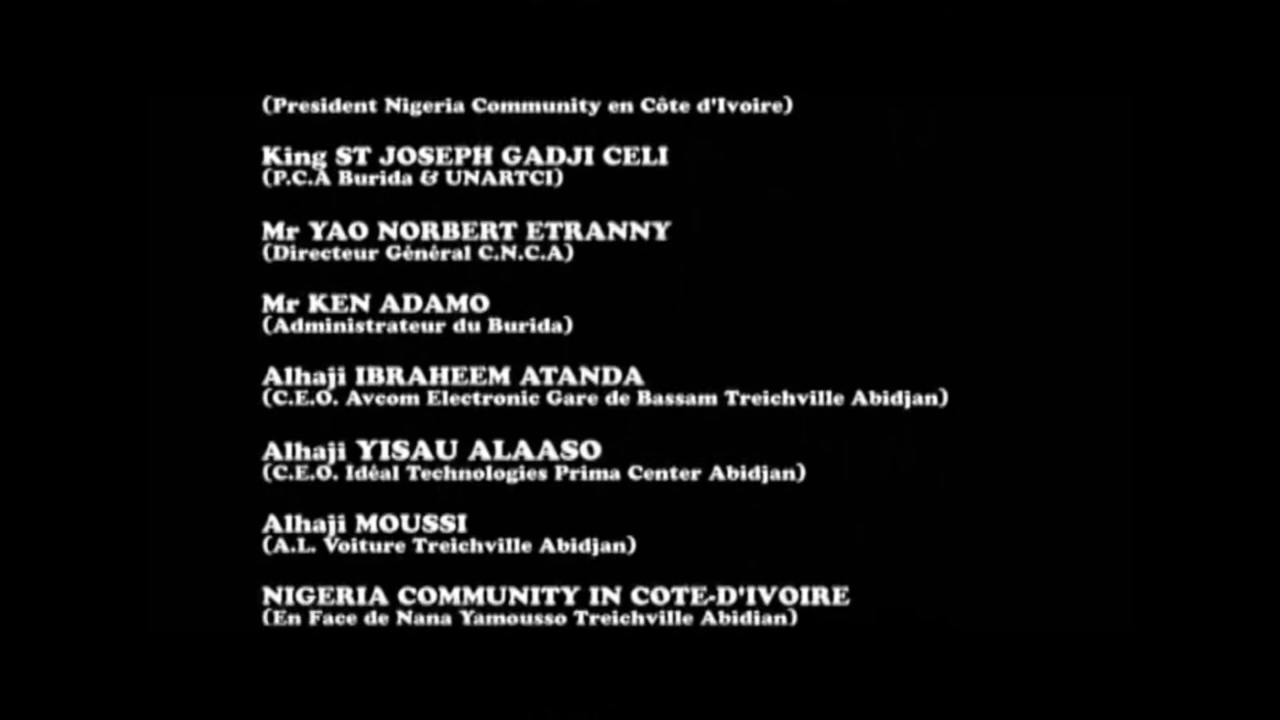 (President Nigeria Community en Côte d'Ivoire)
King ST JOSEPH GADJI CELI
(P.C.A Burida & UNARTCI)
Mr YAO NORBERT ETRANNY
(Directeur Général C.N.C.A)
Mr KEN ADAMO
(Administrateur du Burida)
Alhaji IBRAHEEM ATANDA
(C.E.O. Avcom Electronic Gare de Bassam Treichville Abidjan)
Alhaji YISAU ALAASO
(C.E.O. Idéal Technologies Prima Center Abidjan)
Alhaji MOUSSI
(A.L. Voiture Treichville Abidjan)
NIGERIA COMMUNITY IN COTE-D'IVOIRE
(En Face de Nana Yamousso Treichville Abidjan)